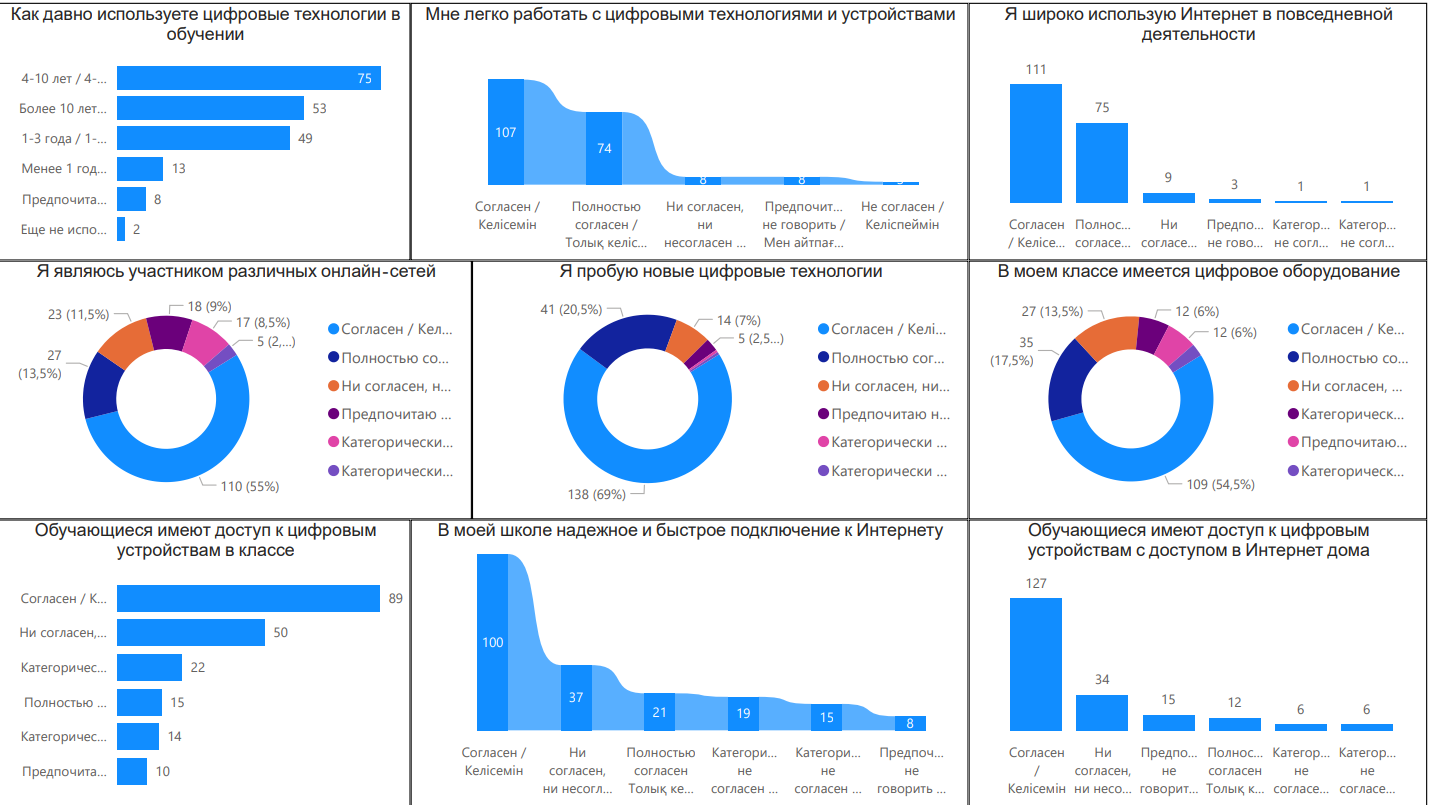 Как давно используете цифровые технологии в
обучении
4-10 лет / 4-...
75
Более 10 лет...
53
1-3 года / 1-...
49
Менее 1 год...
13
Предпочита...
8
Еще не испо...
2
Мне легко работать с цифровыми технологиями и устройствами
107
74
8
8
Согласен /
Келісемін
Полностью
согласен /
Толық келіс...
Ни согласен,
ни
несогласен ...
Предпочит...
не говорить /
Мен айтпағ...
Не согласен /
Келіспеймін
Я широко использую Интернет в повседневной
деятельности
111
75
9
3
1
1
Согласен
/ Келісе...
Полнос...
согласе...
Ни
согласе...
Предпо...
не гово...
Категор...
не согл...
Категор...
не согл...
Я являюсь участником различных онлайн-сетей
18 (9%)
23 (11,5%)
17 (8,5%)
5 (2,...)
27
(13,5%)
110 (55%)
Согласен / Кел...
Полностью со...
Ни согласен, н...
Предпочитаю ...
Категорически...
Категорически...
Я пробую новые цифровые технологии
41 (20,5%)
14 (7%)
5 (2,5...)
138 (69%)
Согласен / Келі...
Полностью сог...
Ни согласен, ни...
Предпочитаю н...
Категорически ...
Категорически ...
В моем классе имеется цифровое оборудование
27 (13,5%)
12 (6%)
12 (6%)
35
(17,5%)
109 (54,5%)
Согласен / Ке...
Полностью со...
Ни согласен, ...
Категорическ...
Предпочитаю...
Категорическ...
Обучающиеся имеют доступ к цифровым
устройствам в классе
Согласен / К...
89
Ни согласен,...
50
Категоричес...
22
Полностью ...
15
Категоричес...
14
Предпочита...
10
В моей школе надежное и быстрое подключение к Интернету
100
37
21
19
15
8
Согласен /
Келісемін
Ни
согласен,
ни несогл...
Полностью
согласен
Толық ке...
Категори...
не
согласен ...
Категори...
не
согласен ...
Предпоч...
не
говорить ...
Обучающиеся имеют доступ к цифровым
устройствам с доступом в Интернет дома
127
34
15
12
6
6
Согласен
/
Келісемін
Ни
согласен,
ни несо...
Предпо...
не
говорит...
Полнос...
согласен
Толық к...
Категор...
не
согласе...
Категор...
не
согласе...